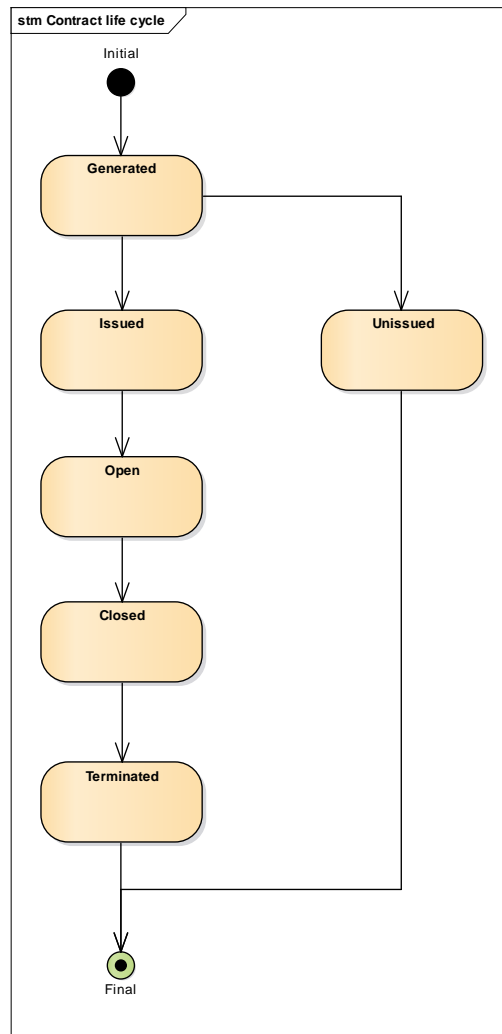 stm Contract life cycle
Initial
Generated
Issued
Unissued
Open
Closed
Terminated
Final